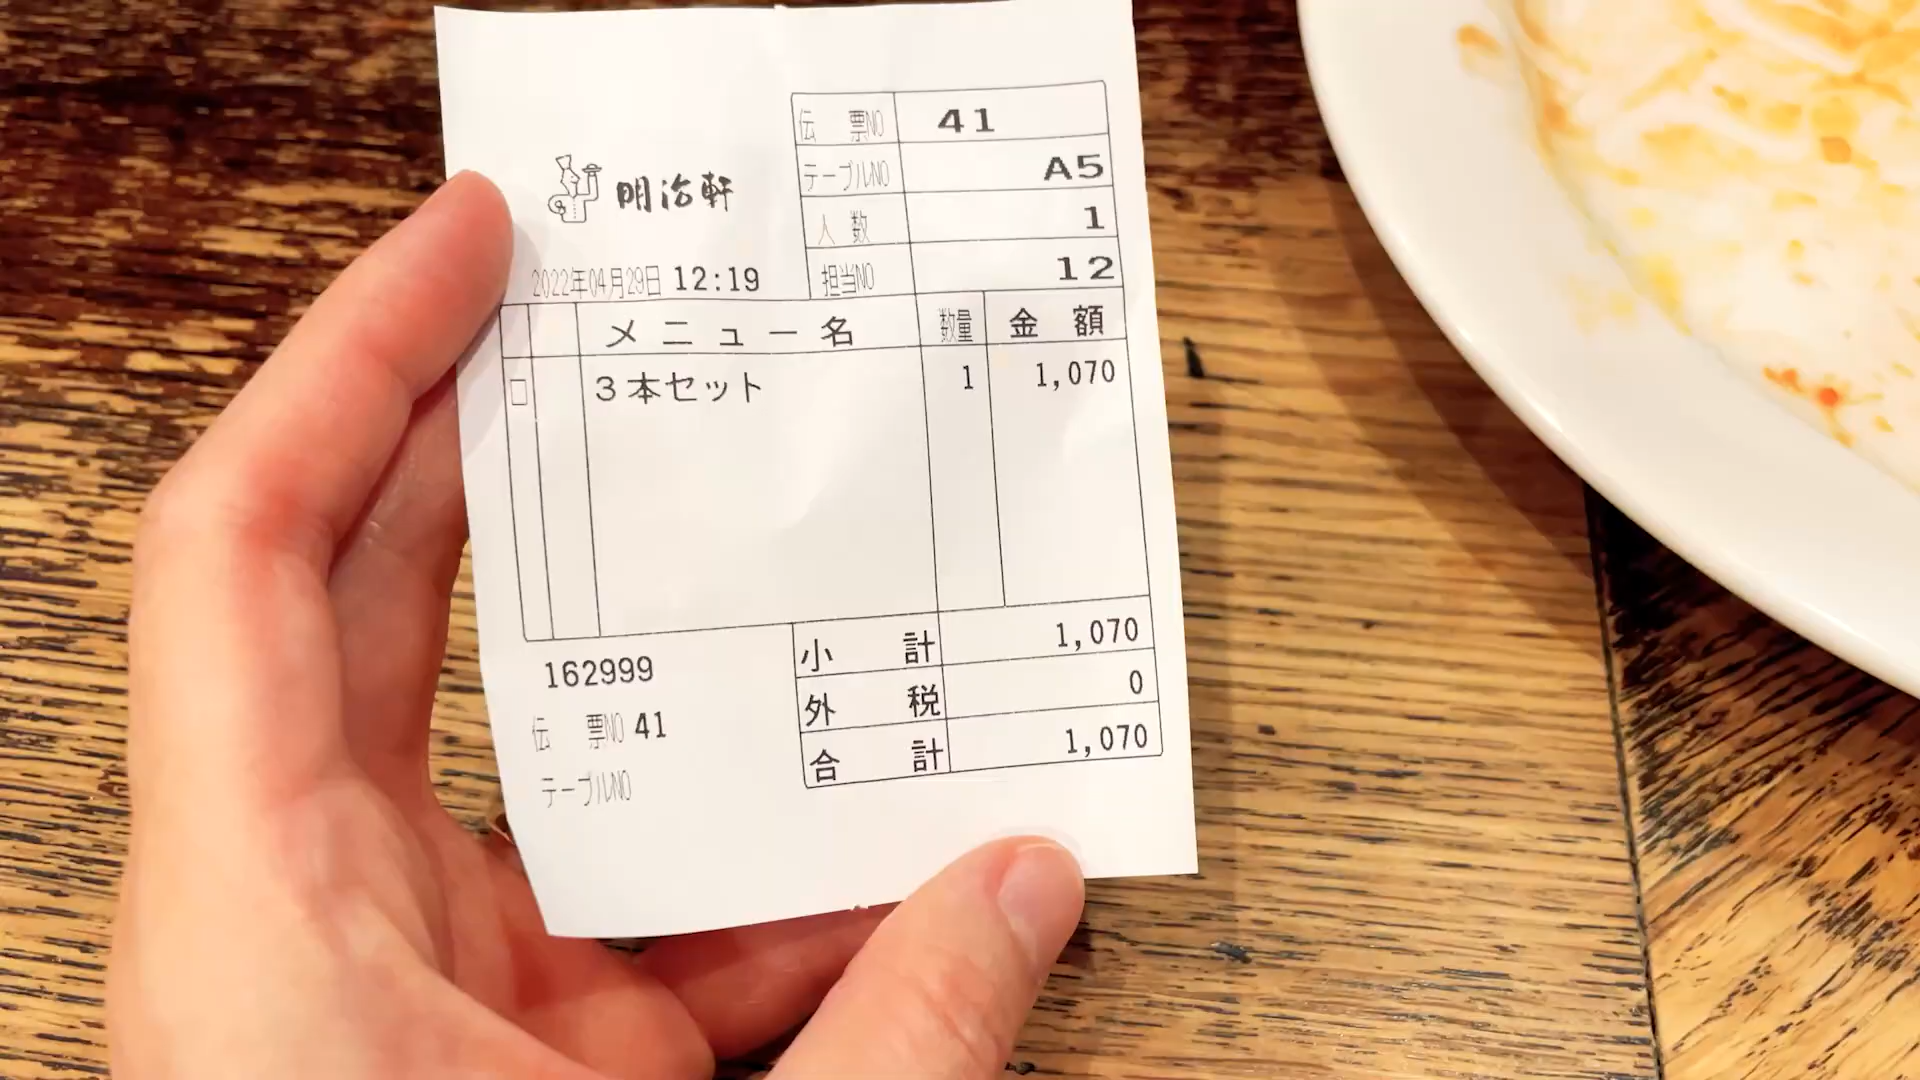 伝票NO 41
テーブルNO A5
明治軒
人数 1
2022年04月29日 12:19
担当NO 12
メニュー名 数量 金額
□ 3本セット 1 1,070
小計 1,070
162999
外税 0
伝票NO 41
合計 1,070
テーブルNO